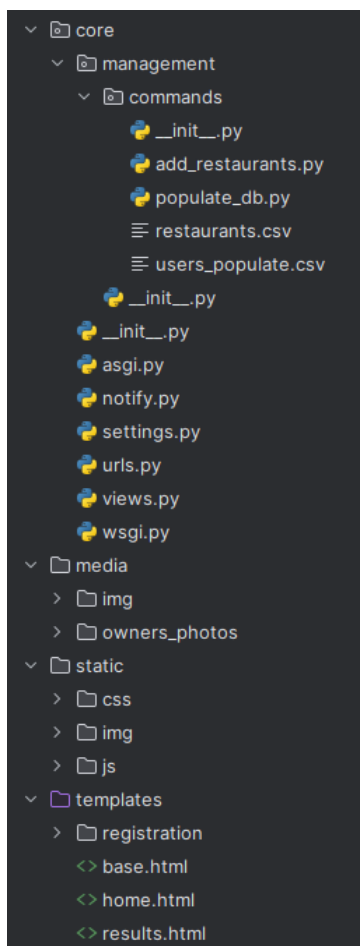 core
management
commands
__init__.py
add_restaurants.py
populate_db.py
restaurants.csv
users_populate.csv
__init__.py
__init__.py
asgi.py
notify.py
settings.py
urls.py
views.py
wsgi.py
media
img
owners_photos
static
css
img
js
templates
registration
base.html
home.html
results.html